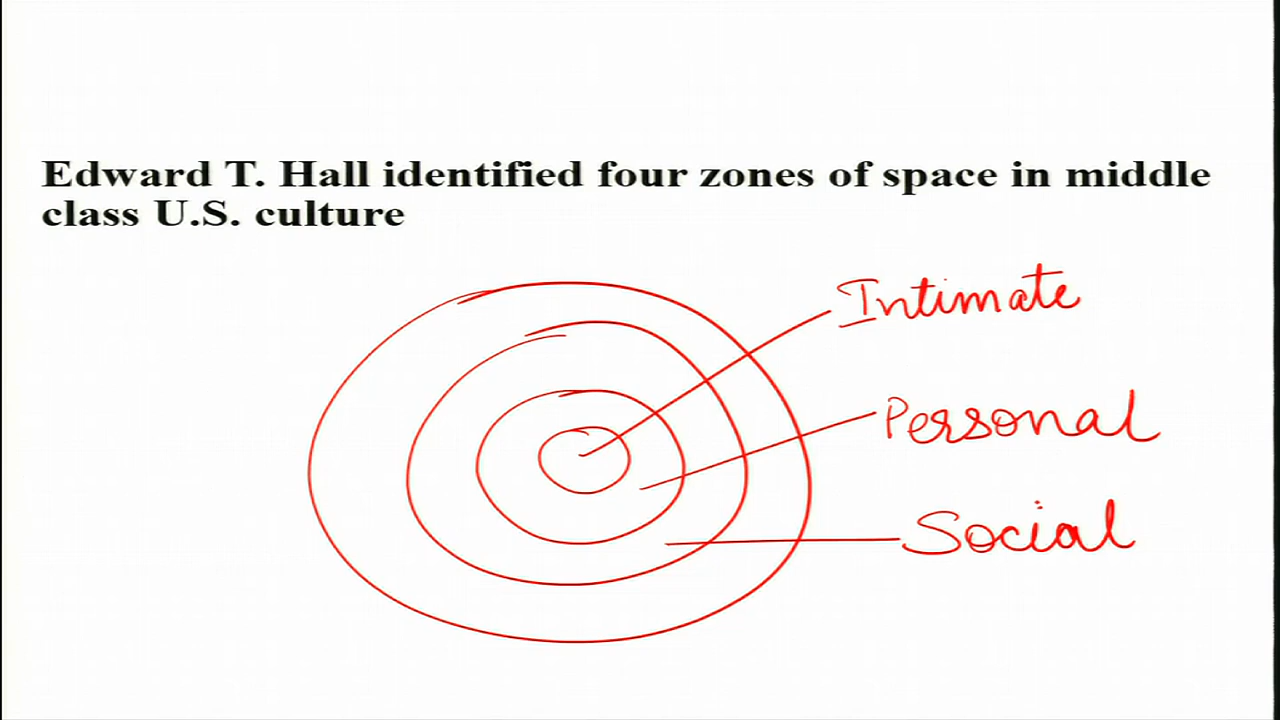 Edward T. Hall identified four zones of space in middle
class U.S. culture
Intimate
Personal
Social